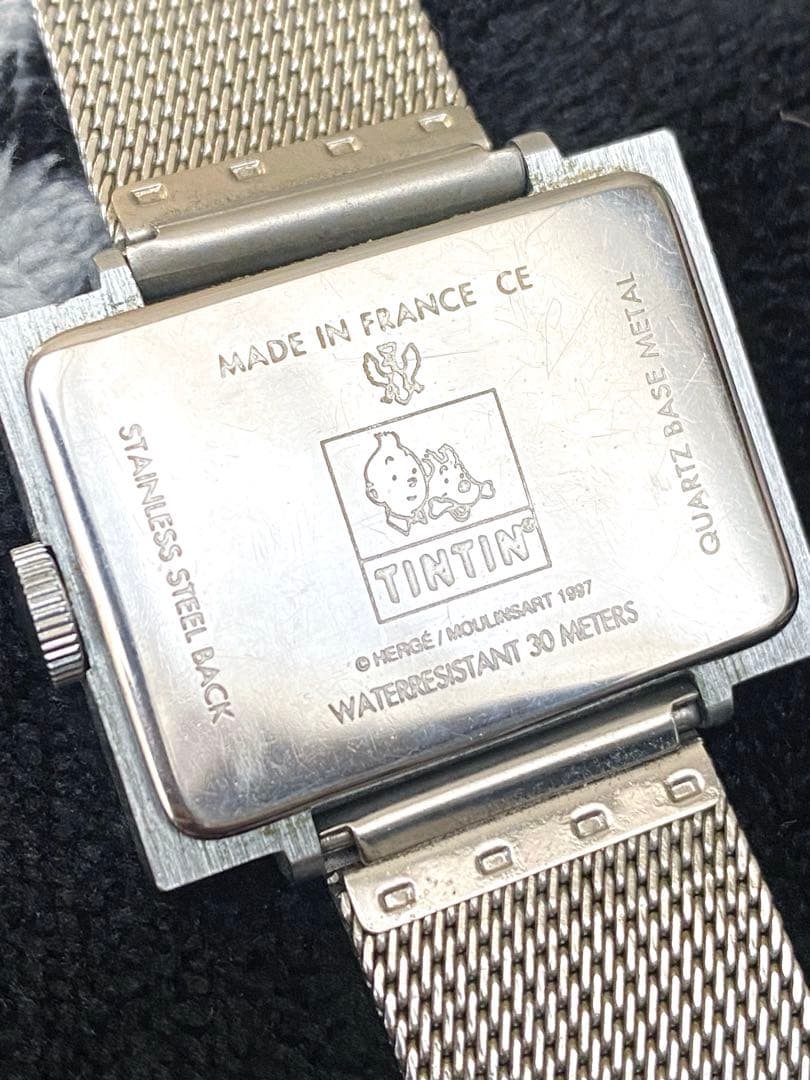 MADE IN FRANCE CE
TINTIN®
© HERGÉ / MOULINSART 1997
WATERRESISTANT 30 METERS
STAINLESS STEEL BACK
QUARTZ BASE METAL